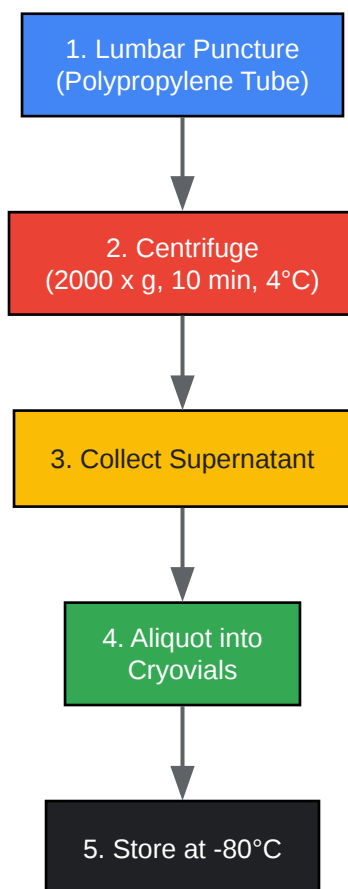 1. Lumbar Puncture
(Polypropylene Tube)
2. Centrifuge
(2000 x g, 10 min, 4°C)
3. Collect Supernatant
4. Aliquot into
Cryovials
5. Store at -80°C